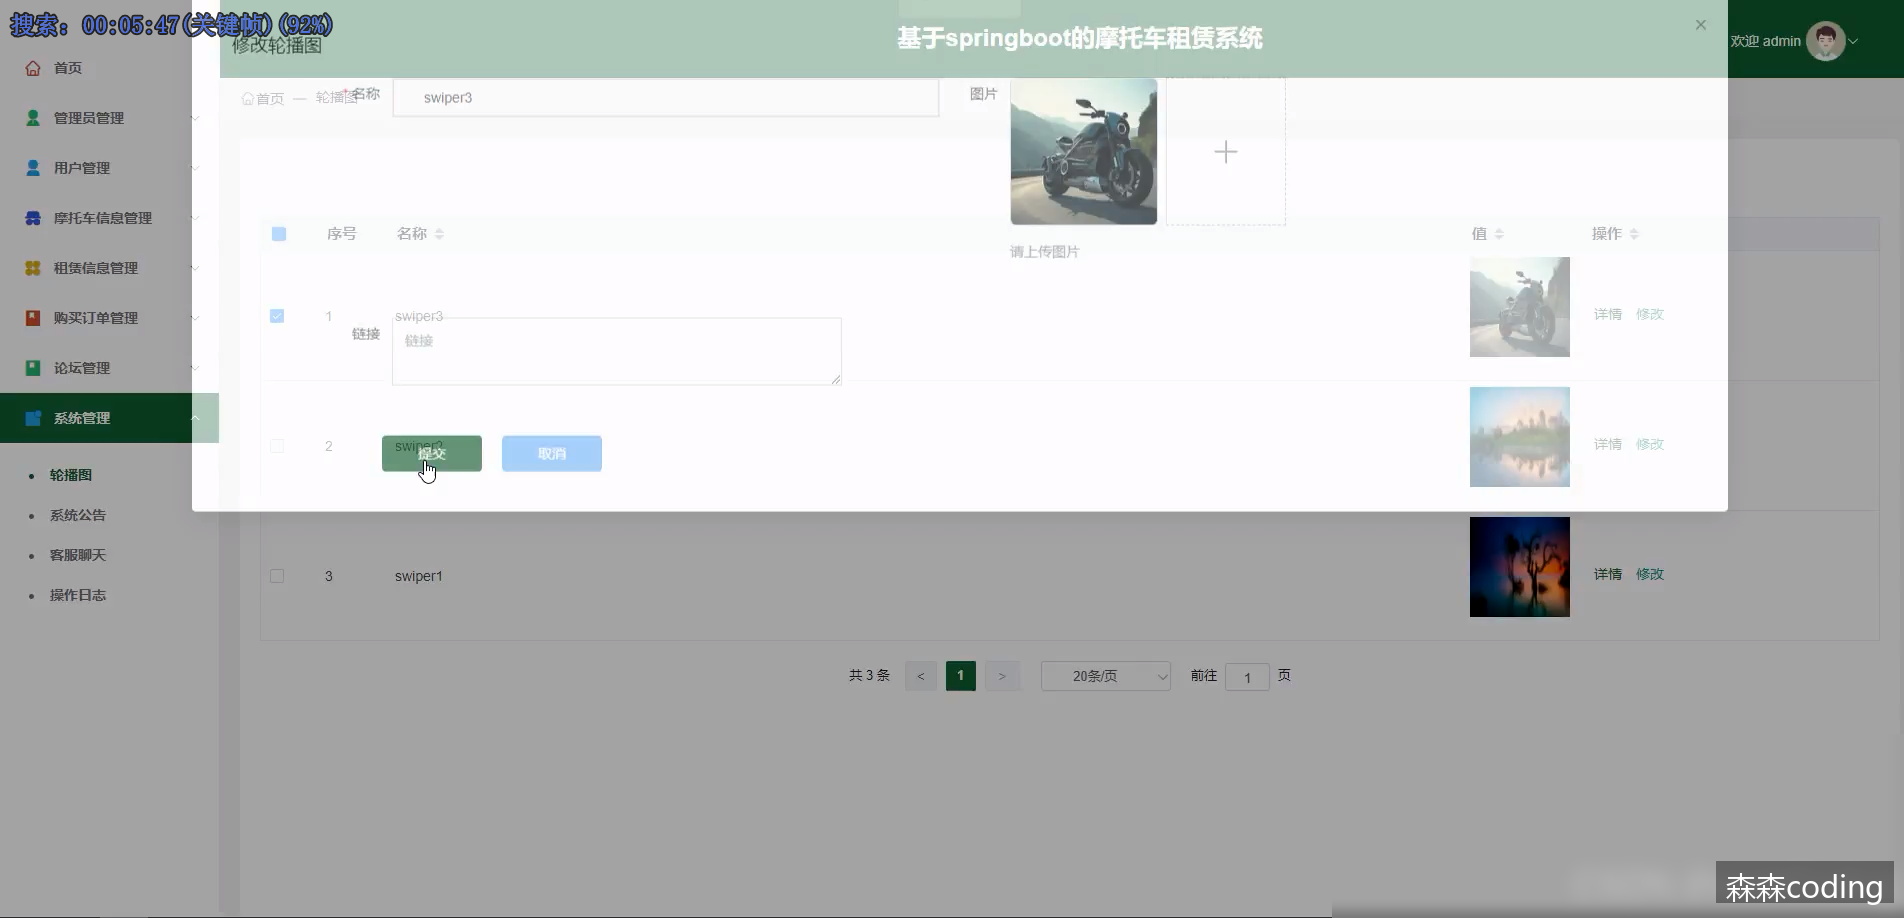 搜索: 00:05:47(关键帧)(92%)
修改轮播图
基于springboot的摩托车租赁系统
欢迎 admin
首页
管理员管理
用户管理
摩托车信息管理
租赁信息管理
购买订单管理
论坛管理
系统管理
轮播图
系统公告
客服聊天
操作日志
首页 — 轮播图
*名称
swiper3
图片
请上传图片
序号 名称 值 操作
1 swiper3 详情 修改
链接
链接
2 swiper2 详情 修改
提交 取消
3 swiper1 详情 修改
共 3 条 < 1 > 20条/页 前往 1 页
森森coding